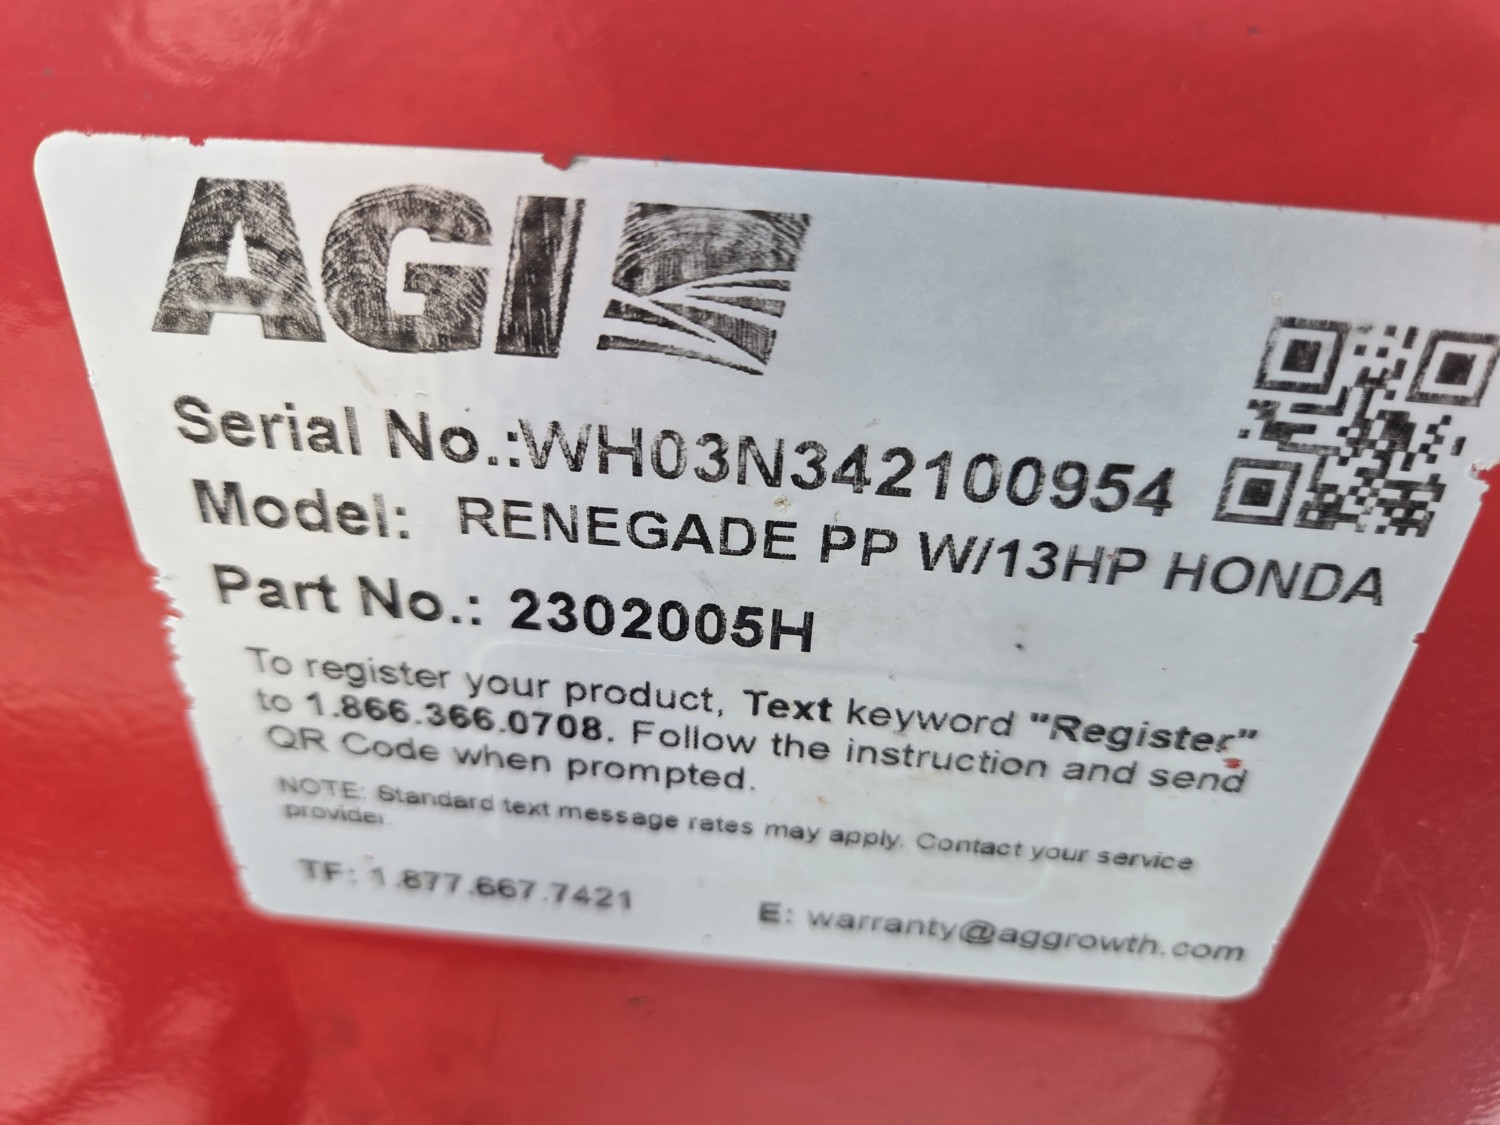 AGI
Serial No.:WH03N342100954
Model: RENEGADE PP W/13HP HONDA
Part No.: 2302005H
To register your product, Text keyword "Register"
to 1.866.366.0708. Follow the instruction and send
QR Code when prompted.
NOTE: Standard text message rates may apply. Contact your service
provider.
TF: 1.877.667.7421
E: warranty@aggrowth.com